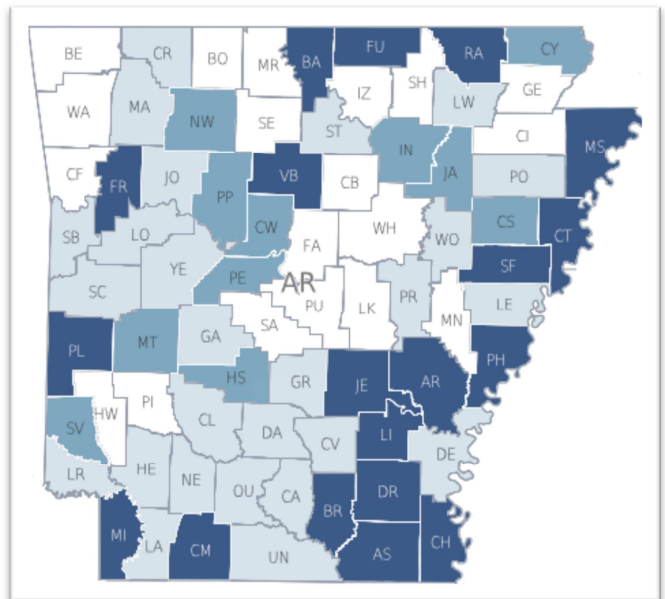 BE
CR
BO
MR
BA
FU
RA
CY
WA
MA
NW
SE
ST
IZ
SH
LW
GE
CF
FR
JO
PP
VB
CB
IN
JA
CI
PO
MS
SB
LO
YE
CW
FA
WH
WO
CS
CT
SF
SC
PE
AR
PU
LK
PR
MN
LE
PL
MT
GA
SA
HS
GR
JE
AR
PH
SV
HW
PI
CL
DA
CV
LI
DE
LR
HE
NE
OU
CA
BR
DR
MI
LA
CM
UN
AS
CH